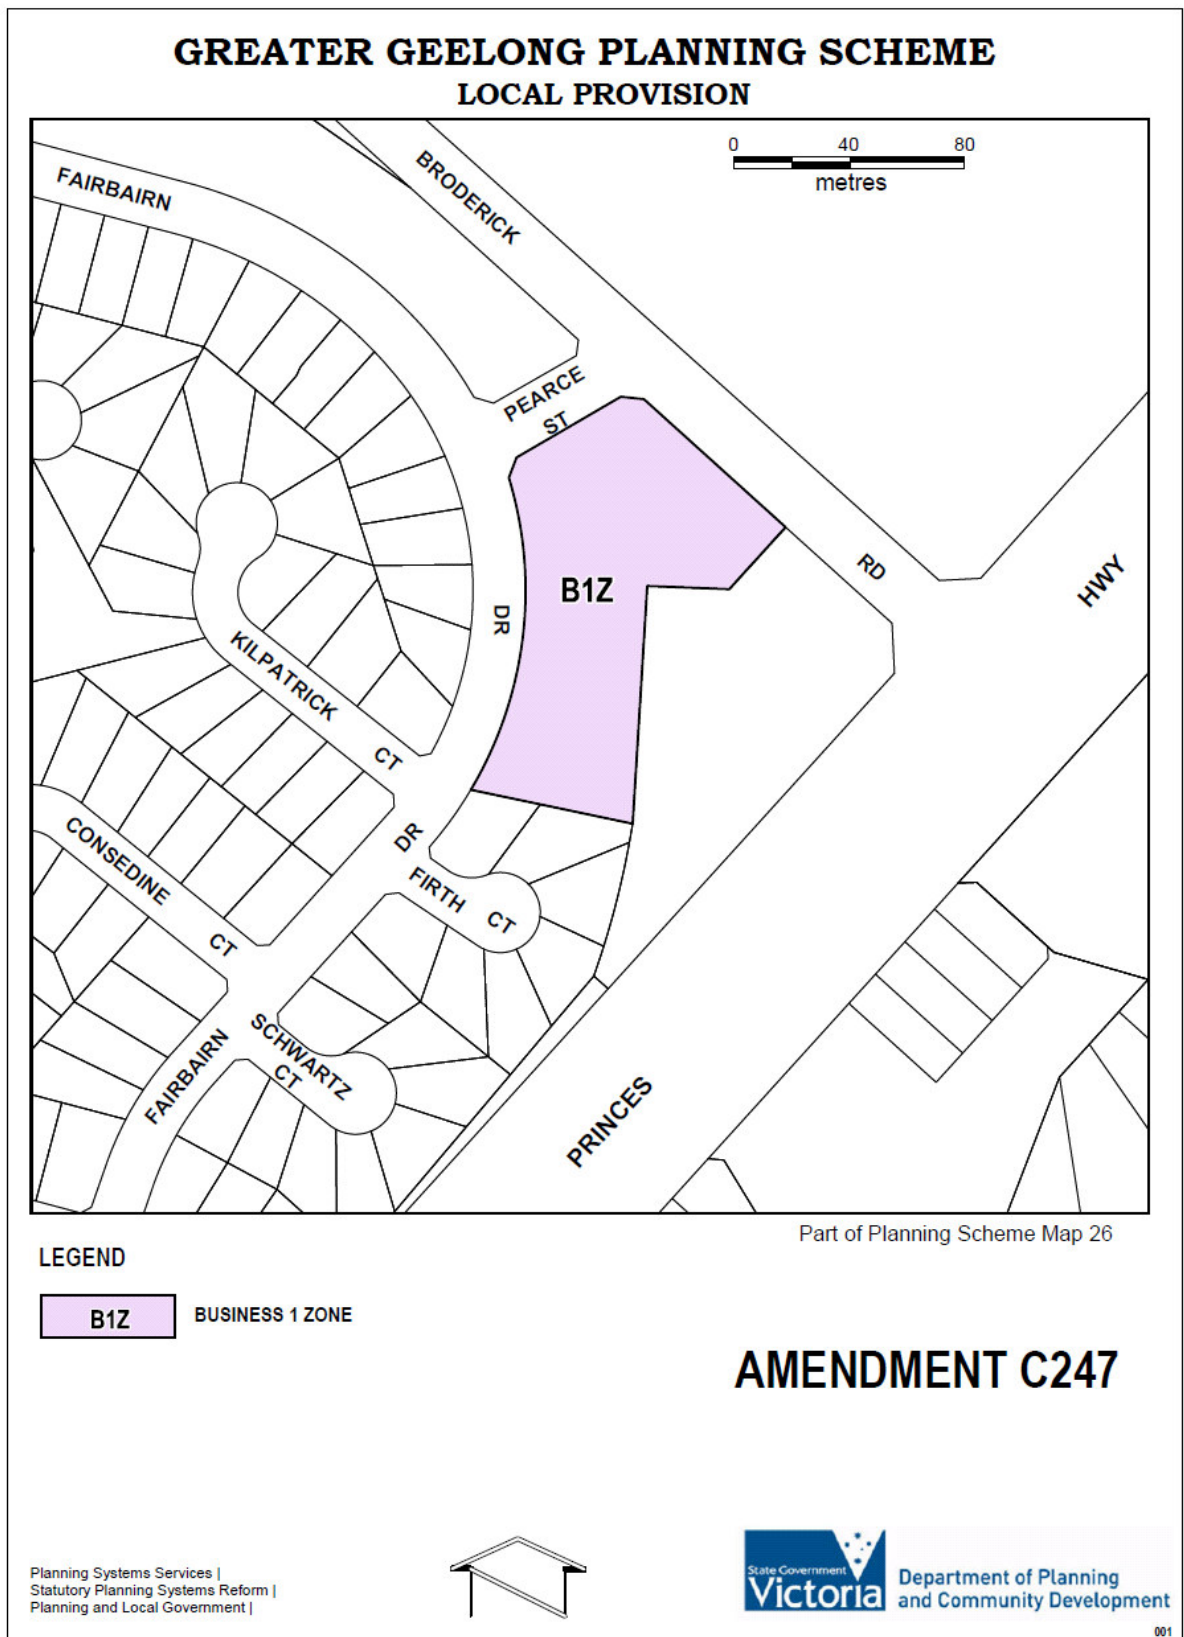 GREATER GEELONG PLANNING SCHEME
LOCAL PROVISION
0 40 80
metres
FAIRBAIRN
BRODERICK
PEARCE
ST
RD
HWY
B1Z
DR
KILPATRICK
CT
DR
CONSEDINE
CT
FIRTH CT
SCHWARTZ
CT
FAIRBAIRN
PRINCES
Part of Planning Scheme Map 26
LEGEND
B1Z BUSINESS 1 ZONE
AMENDMENT C247
Planning Systems Services |
Statutory Planning Systems Reform |
Planning and Local Government |
State Government
Victoria
Department of Planning
and Community Development
001